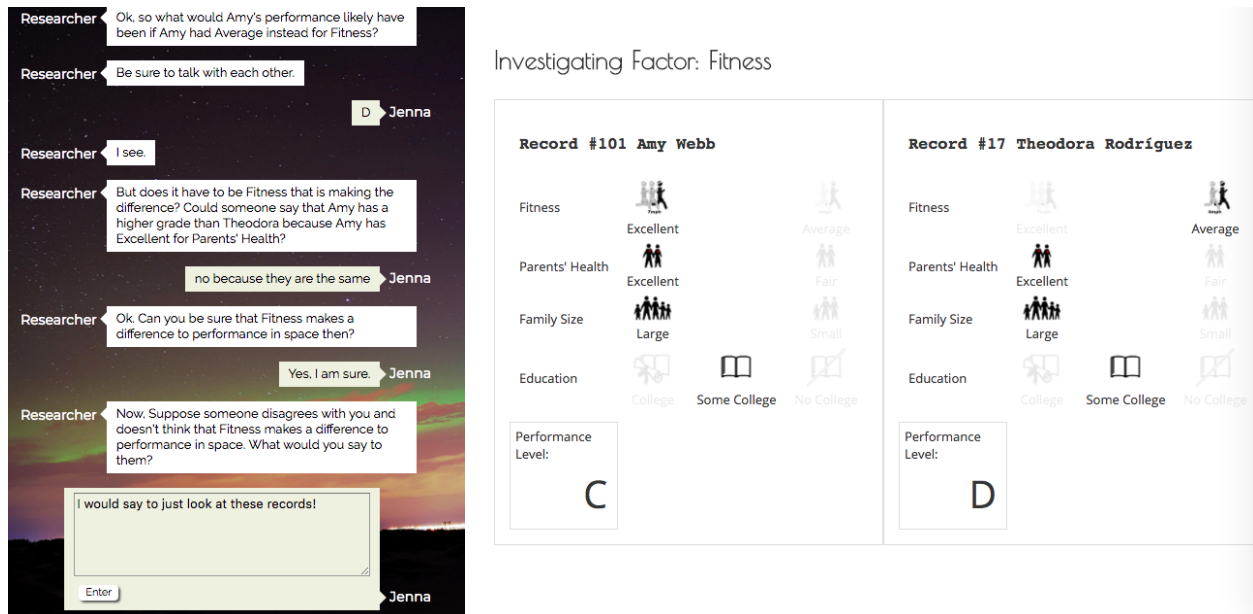 Researcher
Ok, so what would Amy's performance likely have
been if Amy had Average instead for Fitness?
Researcher
Be sure to talk with each other.
D
Jenna
Researcher
I see.
Researcher
But does it have to be Fitness that is making the
difference? Could someone say that Amy has a
higher grade than Theodora because Amy has
Excellent for Parents' Health?
no because they are the same
Jenna
Researcher
Ok. Can you be sure that Fitness makes a
difference to performance in space then?
Yes, I am sure.
Jenna
Researcher
Now, Suppose someone disagrees with you and
doesn't think that Fitness makes a difference to
performance in space. What would you say to
them?
I would say to just look at these records!
Enter
Jenna
Investigating Factor: Fitness
Record #101 Amy Webb
Fitness
Excellent
Average
Parents' Health
Excellent
Fair
Family Size
Large
Small
Education
College
Some College
No College
Performance
Level:
C
Record #17 Theodora Rodríguez
Fitness
Excellent
Average
Parents' Health
Excellent
Fair
Family Size
Large
Small
Education
College
Some College
No College
Performance
Level:
D